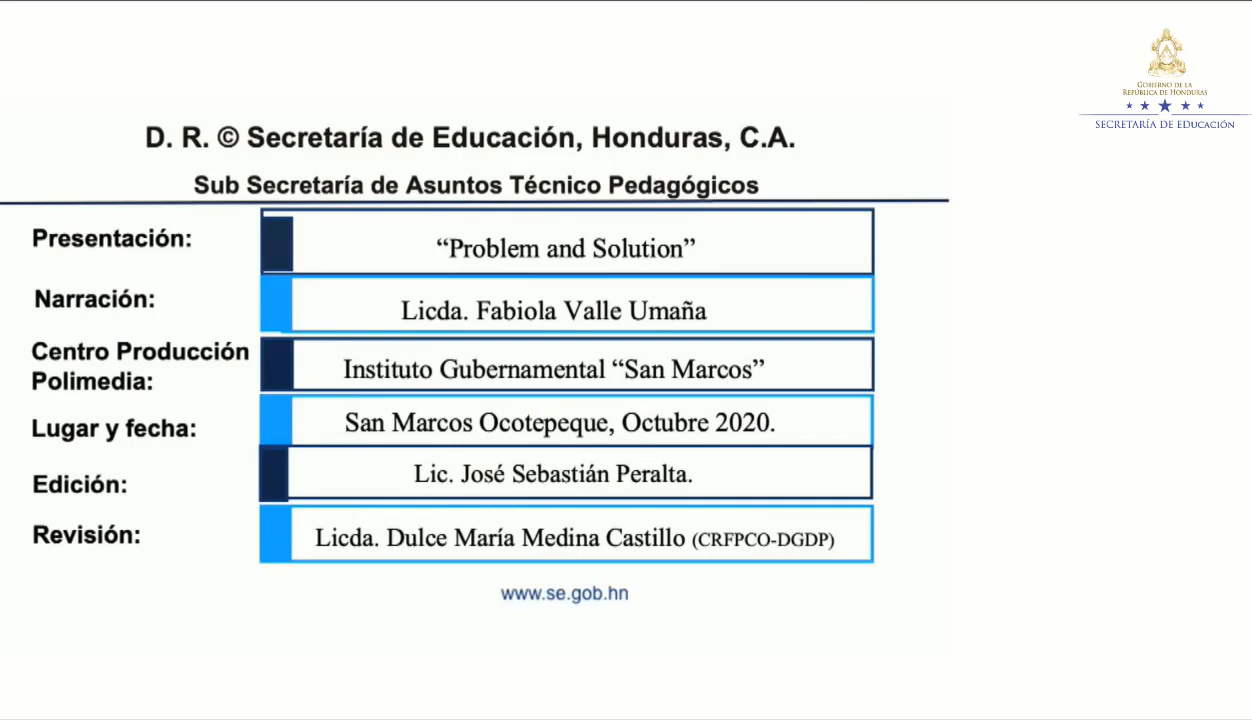 GOBIERNO DE LA
REPÚBLICA DE HONDURAS
SECRETARÍA DE EDUCACIÓN
D. R. © Secretaría de Educación, Honduras, C.A.
Sub Secretaría de Asuntos Técnico Pedagógicos
Presentación:
“Problem and Solution”
Narración:
Licda. Fabiola Valle Umaña
Centro Producción
Polimedia:
Instituto Gubernamental “San Marcos”
Lugar y fecha:
San Marcos Ocotepeque, Octubre 2020.
Edición:
Lic. José Sebastián Peralta.
Revisión:
Licda. Dulce María Medina Castillo (CRFPCO-DGDP)
www.se.gob.hn